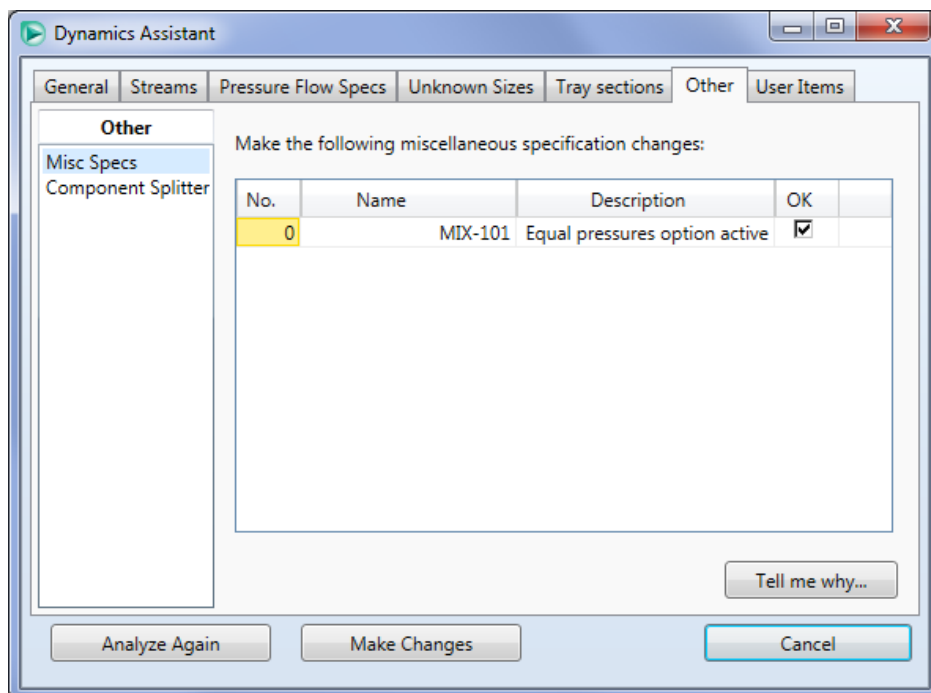 Dynamics Assistant
General Streams Pressure Flow Specs Unknown Sizes Tray sections Other User Items
Other
Misc Specs
Component Splitter
Make the following miscellaneous specification changes:
No. Name Description OK
0 MIX-101 Equal pressures option active
Tell me why...
Analyze Again Make Changes Cancel